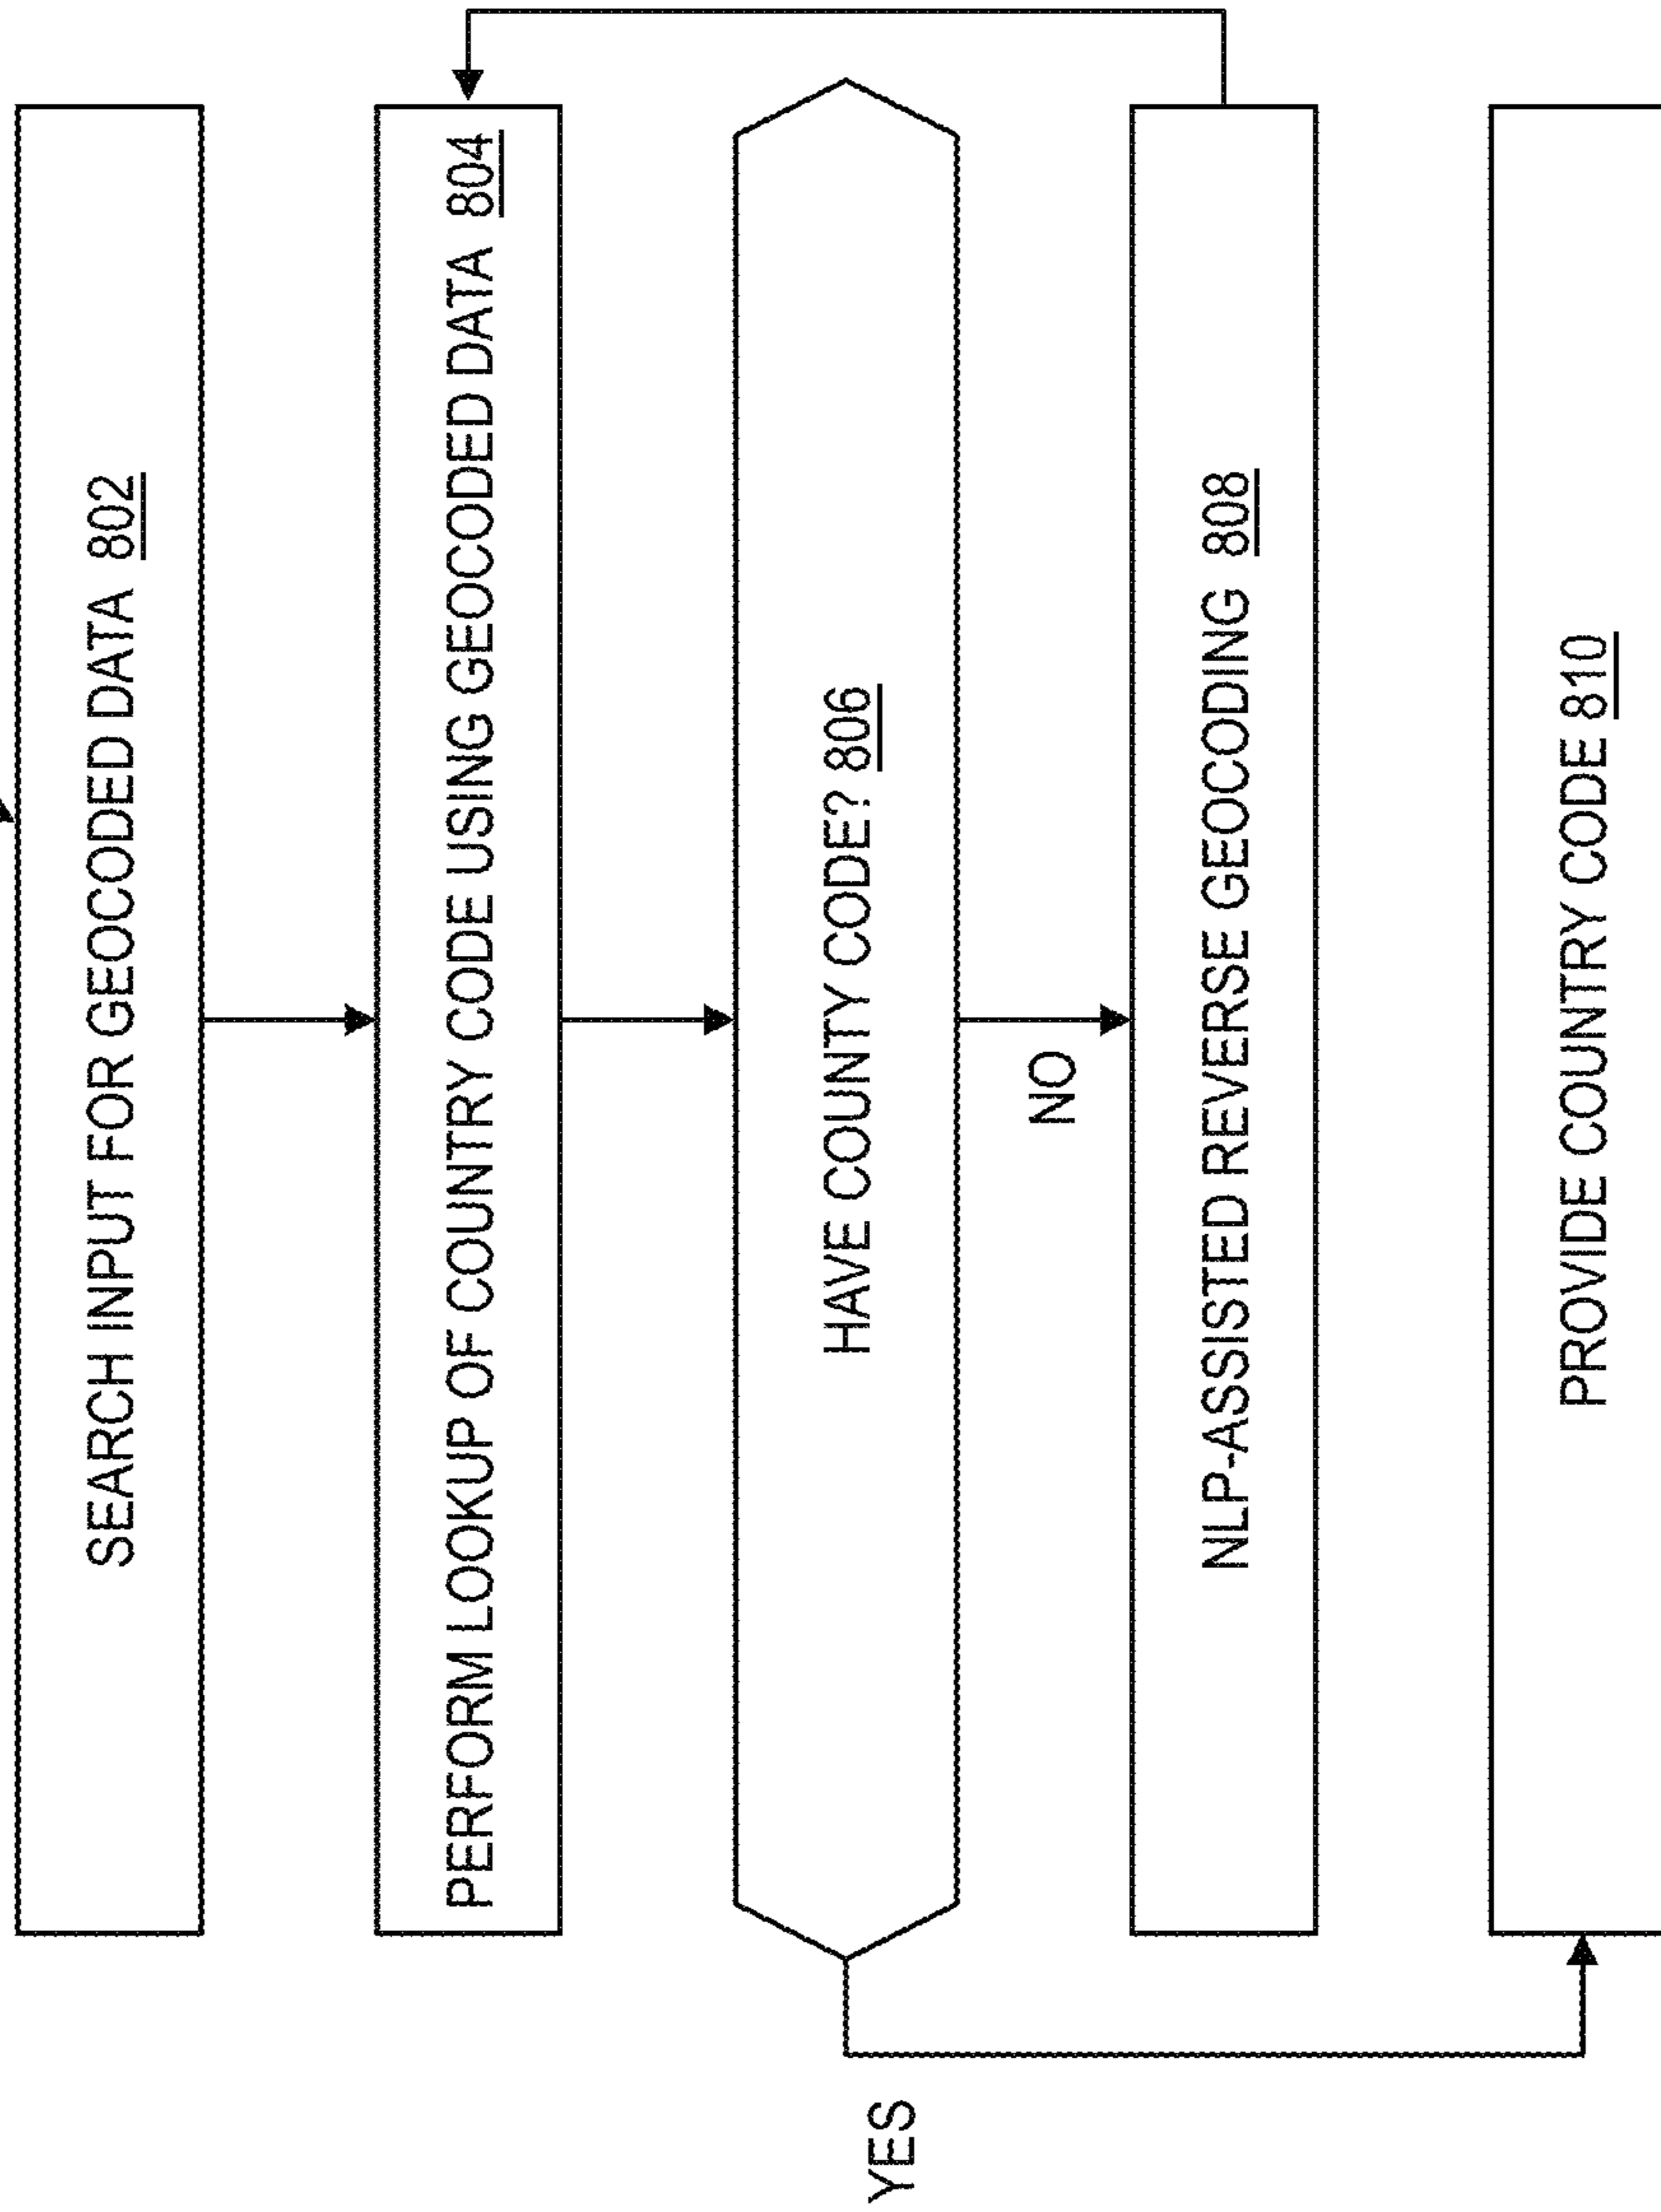 SEARCH INPUT FOR GEOCODED DATA 802
PERFORM LOOKUP OF COUNTRY CODE USING GEOCODED DATA 804
HAVE COUNTY CODE? 806
YES
NO
NLP-ASSISTED REVERSE GEOCODING 808
PROVIDE COUNTRY CODE 810